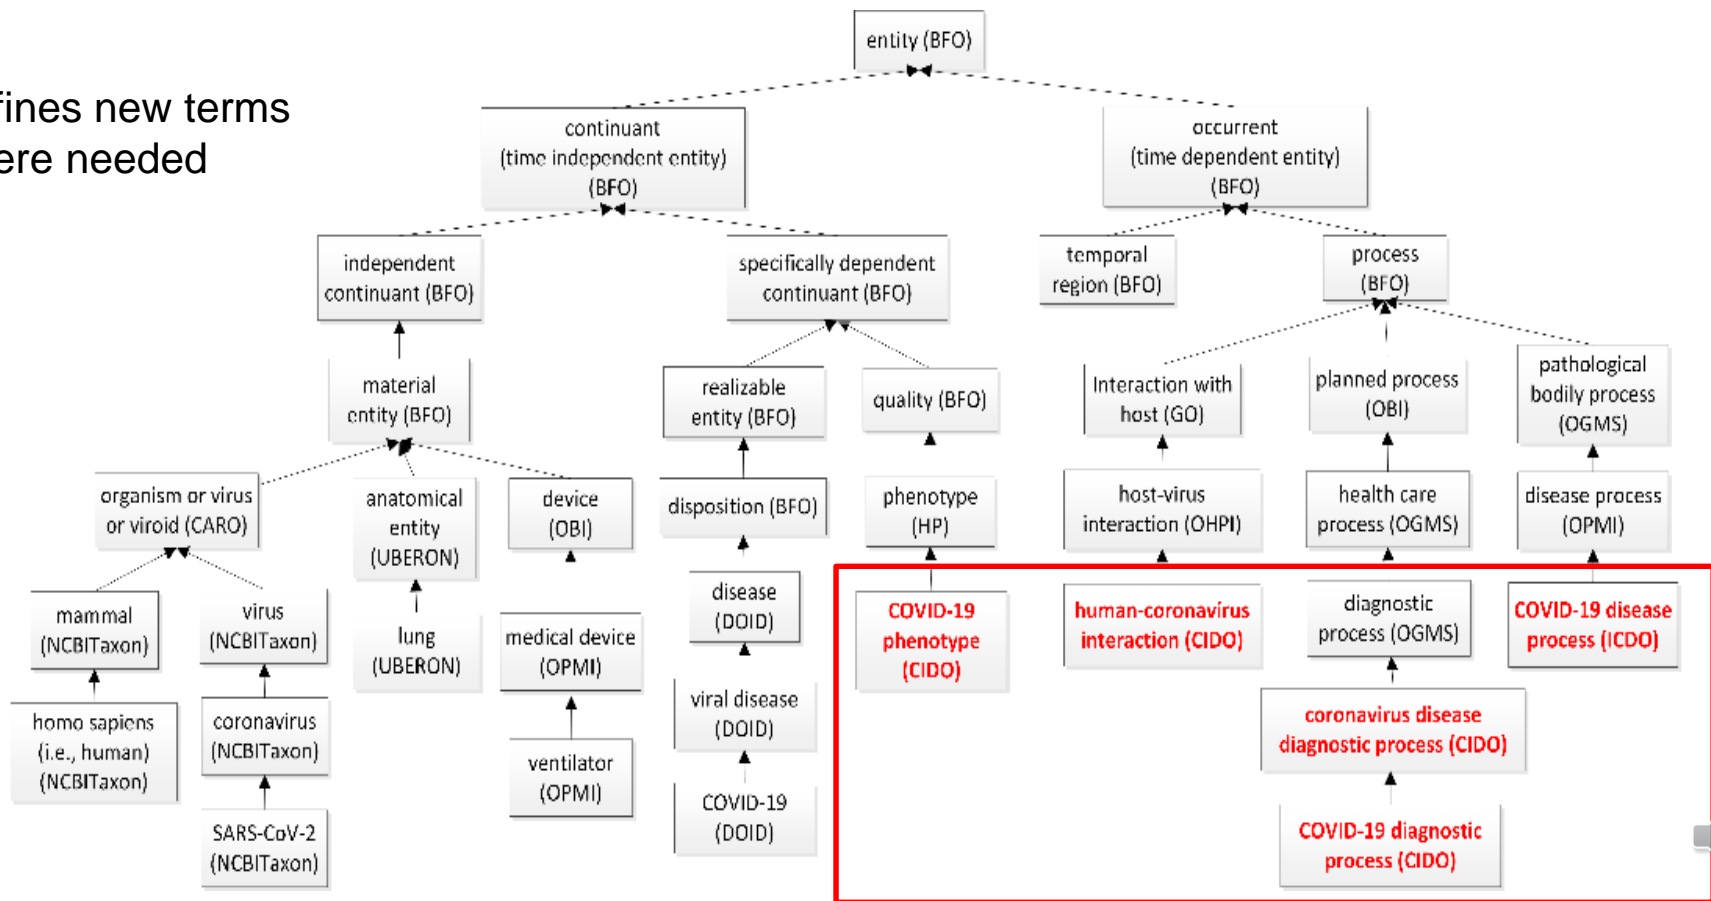 fines new terms
ere needed
entity (BFO)
continuant
(time independent entity)
(BFO)
occurrent
(time dependent entity)
(BFO)
independent
continuant (BFO)
specifically dependent
continuant (BFO)
temporal
region (BFO)
process
(BFO)
material
entity (BFO)
realizable
entity (BFO)
quality (BFO)
Interaction with
host (GO)
planned process
(OBI)
pathological
bodily process
(OGMS)
organism or virus
or viroid (CARO)
anatomical
entity
(UBERON)
device
(OBI)
disposition (BFO)
phenotype
(HP)
host-virus
interaction (OHPI)
health care
process (OGMS)
disease process
(OPMI)
mammal
(NCBITaxon)
virus
(NCBITaxon)
lung
(UBERON)
medical device
(OPMI)
disease
(DOID)
COVID-19
phenotype
(CIDO)
human-coronavirus
interaction (CIDO)
diagnostic
process (OGMS)
COVID-19 disease
process (ICDO)
homo sapiens
(i.e., human)
(NCBITaxon)
coronavirus
(NCBITaxon)
ventilator
(OPMI)
viral disease
(DOID)
coronavirus disease
diagnostic process (CIDO)
SARS-CoV-2
(NCBITaxon)
COVID-19
(DOID)
COVID-19 diagnostic
process (CIDO)